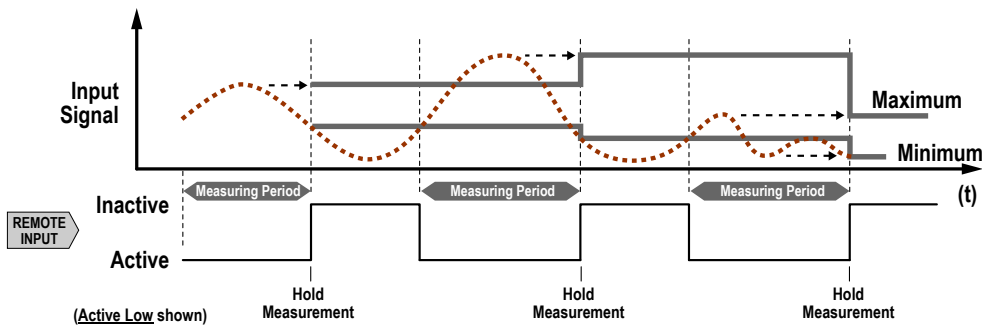 Input
Signal
Maximum
Minimum
(t)
Measuring Period
Measuring Period
Measuring Period
REMOTE
INPUT
Inactive
Active
Hold
Measurement
Hold
Measurement
Hold
Measurement
(Active Low shown)